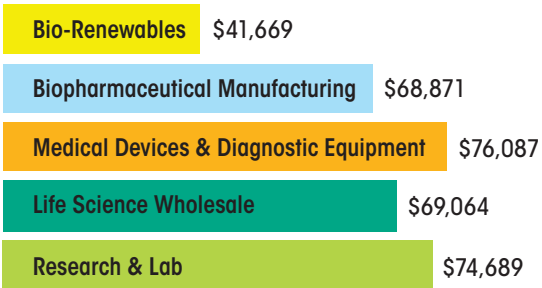 Bio-Renewables $41,669
Biopharmaceutical Manufacturing $68,871
Medical Devices & Diagnostic Equipment $76,087
Life Science Wholesale $69,064
Research & Lab $74,689